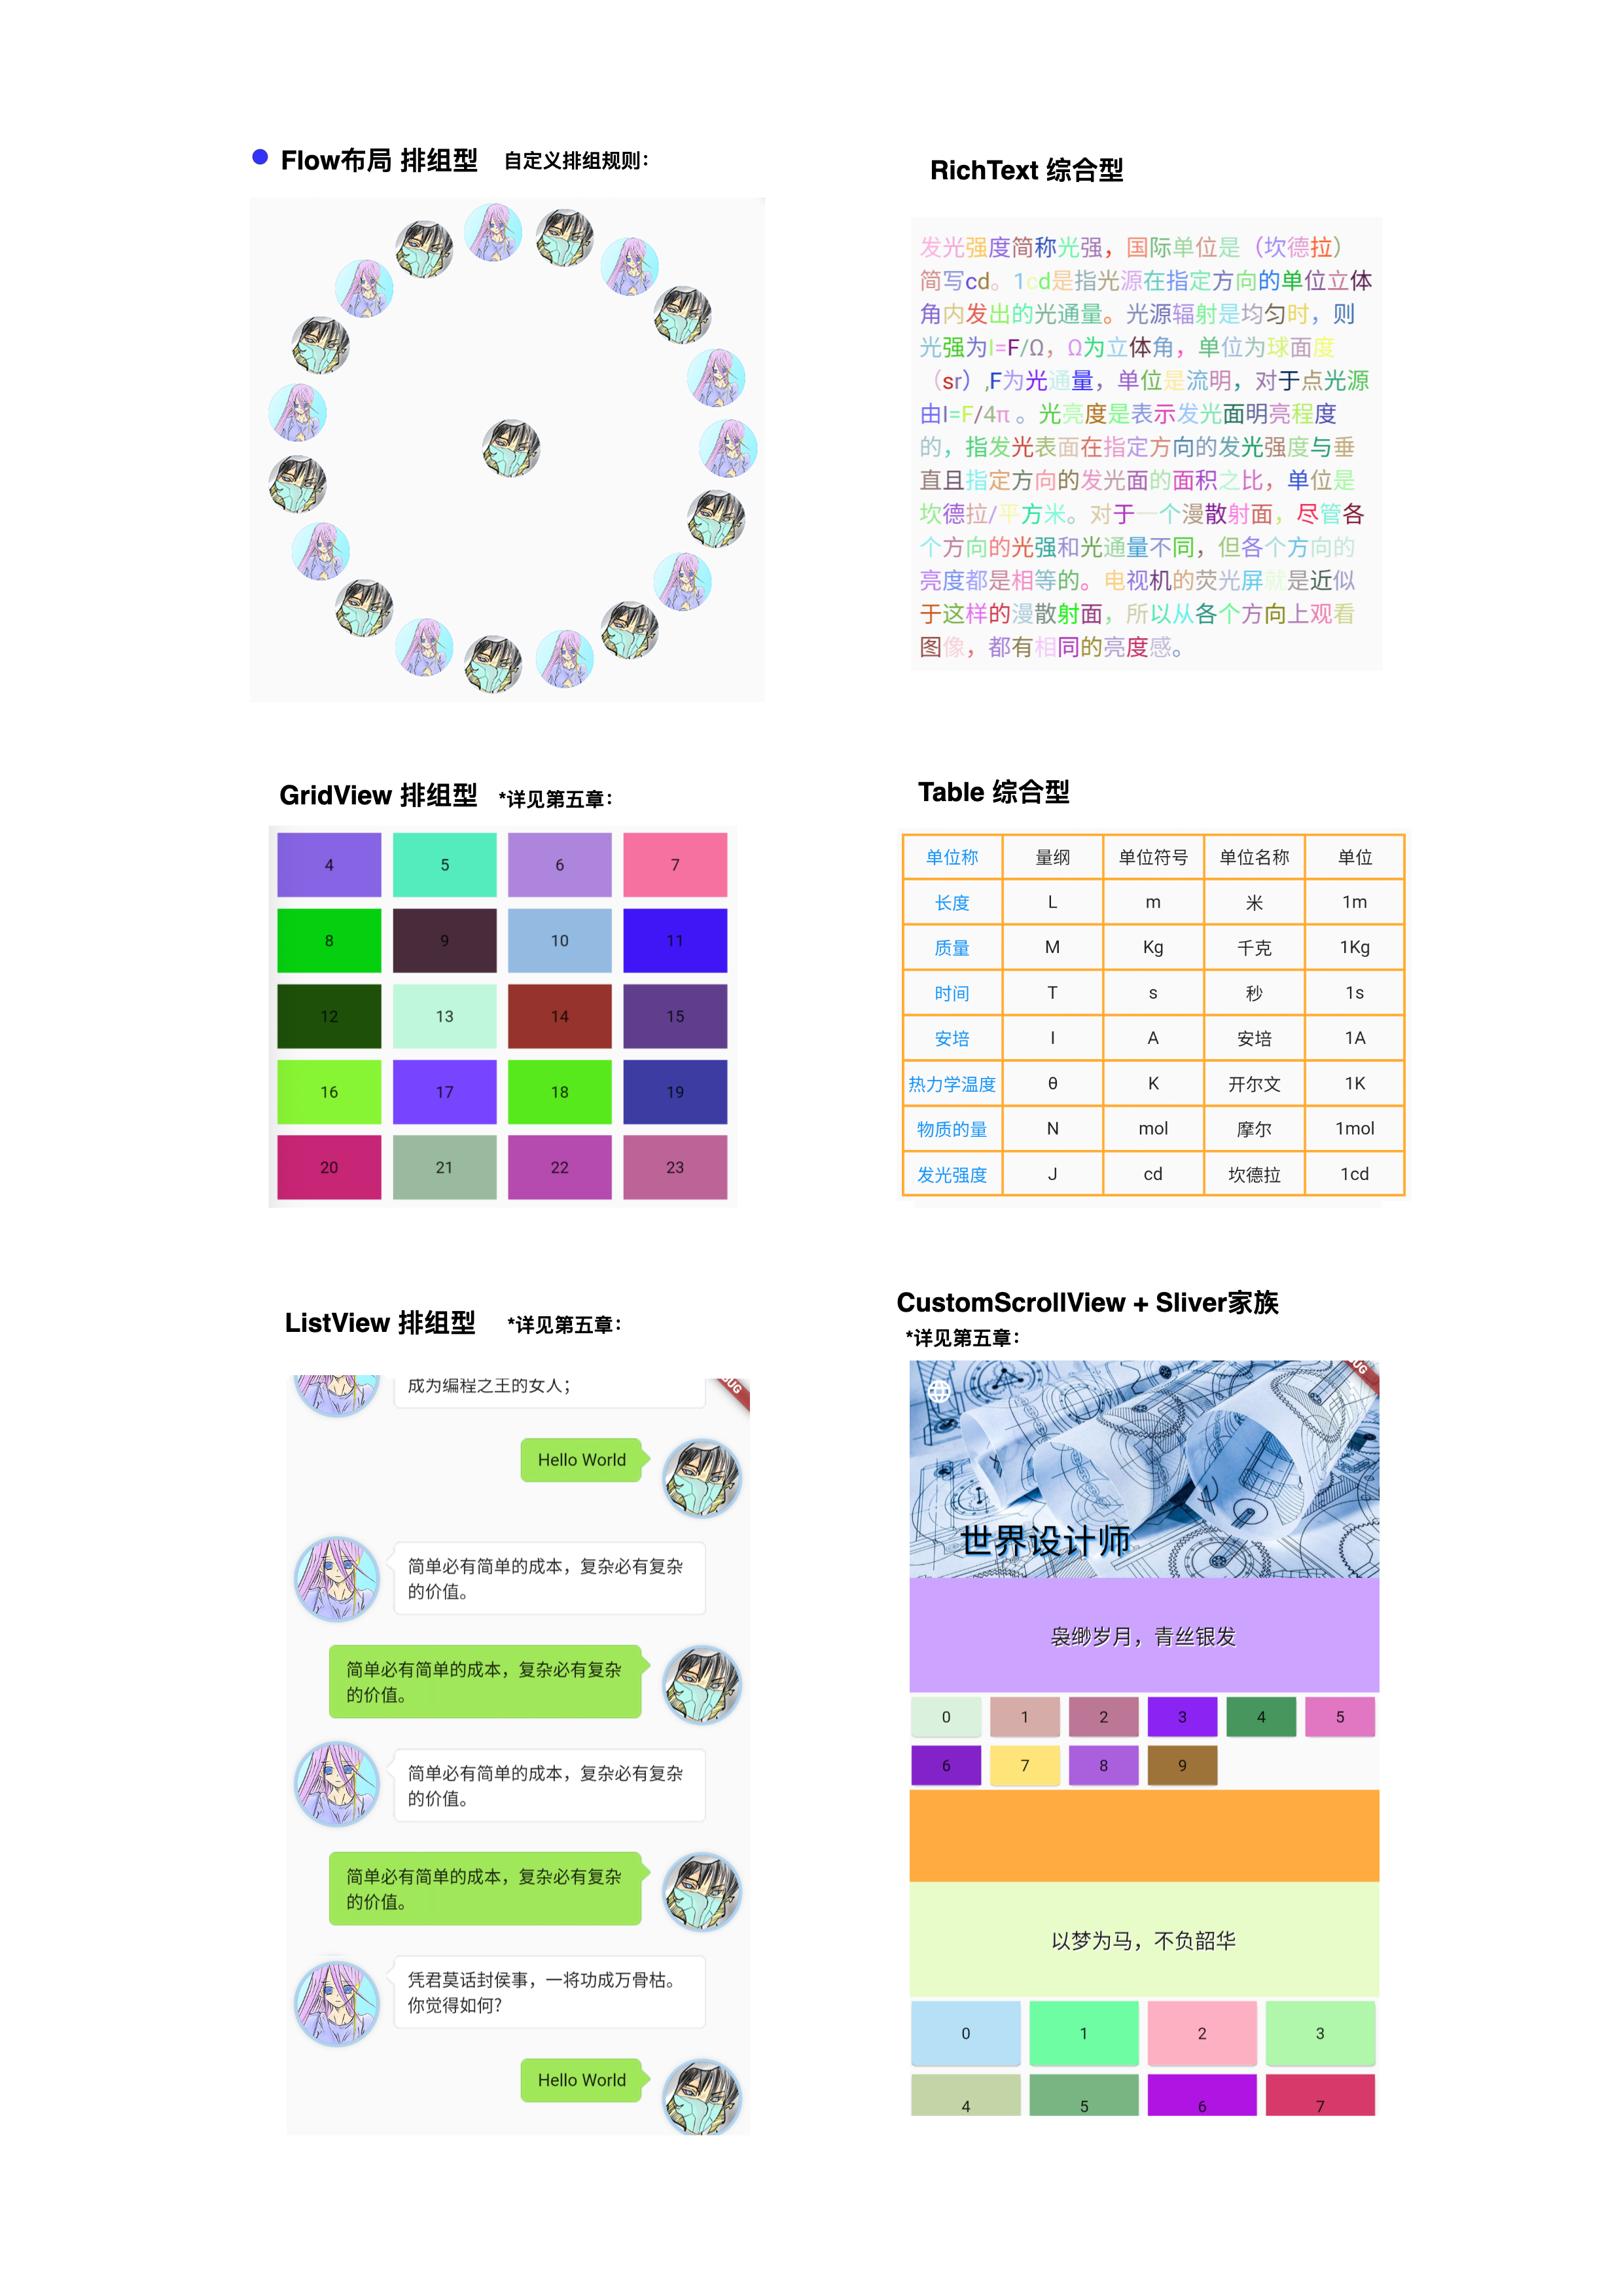 Flow布局 排组型 自定义排组规则：
RichText 综合型
发光强度简称光强，国际单位是（坎德拉）
简写cd。1cd是指光源在指定方向的单位立体
角内发出的光通量。光源辐射是均匀时，则
光强为I=F/Ω，Ω为立体角，单位为球面度
（sr）,F为光通量，单位是流明，对于点光源
由I=F/4π 。光亮度是表示发光面明亮程度
的，指发光表面在指定方向的发光强度与垂
直且指定方向的发光面的面积之比，单位是
坎德拉/平方米。对于一个漫散射面，尽管各
个方向的光强和光通量不同，但各个方向的
亮度都是相等的。电视机的荧光屏就是近似
于这样的漫散射面，所以从各个方向上观看
图像，都有相同的亮度感。
GridView 排组型 *详见第五章：
4 5 6 7
8 9 10 11
12 13 14 15
16 17 18 19
20 21 22 23
Table 综合型
单位称 量纲 单位符号 单位名称 单位
长度 L m 米 1m
质量 M Kg 千克 1Kg
时间 T s 秒 1s
安培 I A 安培 1A
热力学温度 θ K 开尔文 1K
物质的量 N mol 摩尔 1mol
发光强度 J cd 坎德拉 1cd
ListView 排组型 *详见第五章：
成为编程之王的女人；
Hello World
简单必有简单的成本，复杂必有复杂
的价值。
简单必有简单的成本，复杂必有复杂
的价值。
简单必有简单的成本，复杂必有复杂
的价值。
简单必有简单的成本，复杂必有复杂
的价值。
凭君莫话封侯事，一将功成万骨枯。
你觉得如何?
Hello World
CustomScrollView + Sliver家族
*详见第五章：
世界设计师
袅缈岁月，青丝银发
0 1 2 3 4 5
6 7 8 9
以梦为马，不负韶华
0 1 2 3
4 5 6 7